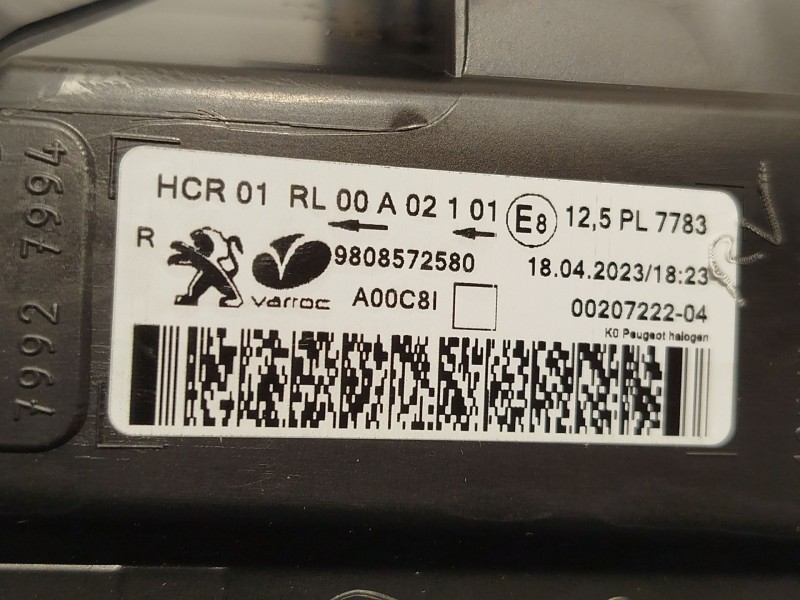 HCR 01 RL 00 A 02 1 01 E8 12,5 PL 7783
R
9808572580
18.04.2023/18:23
varroc A00C8I
00207222-04
K0 Peugeot halogen
7992 7994